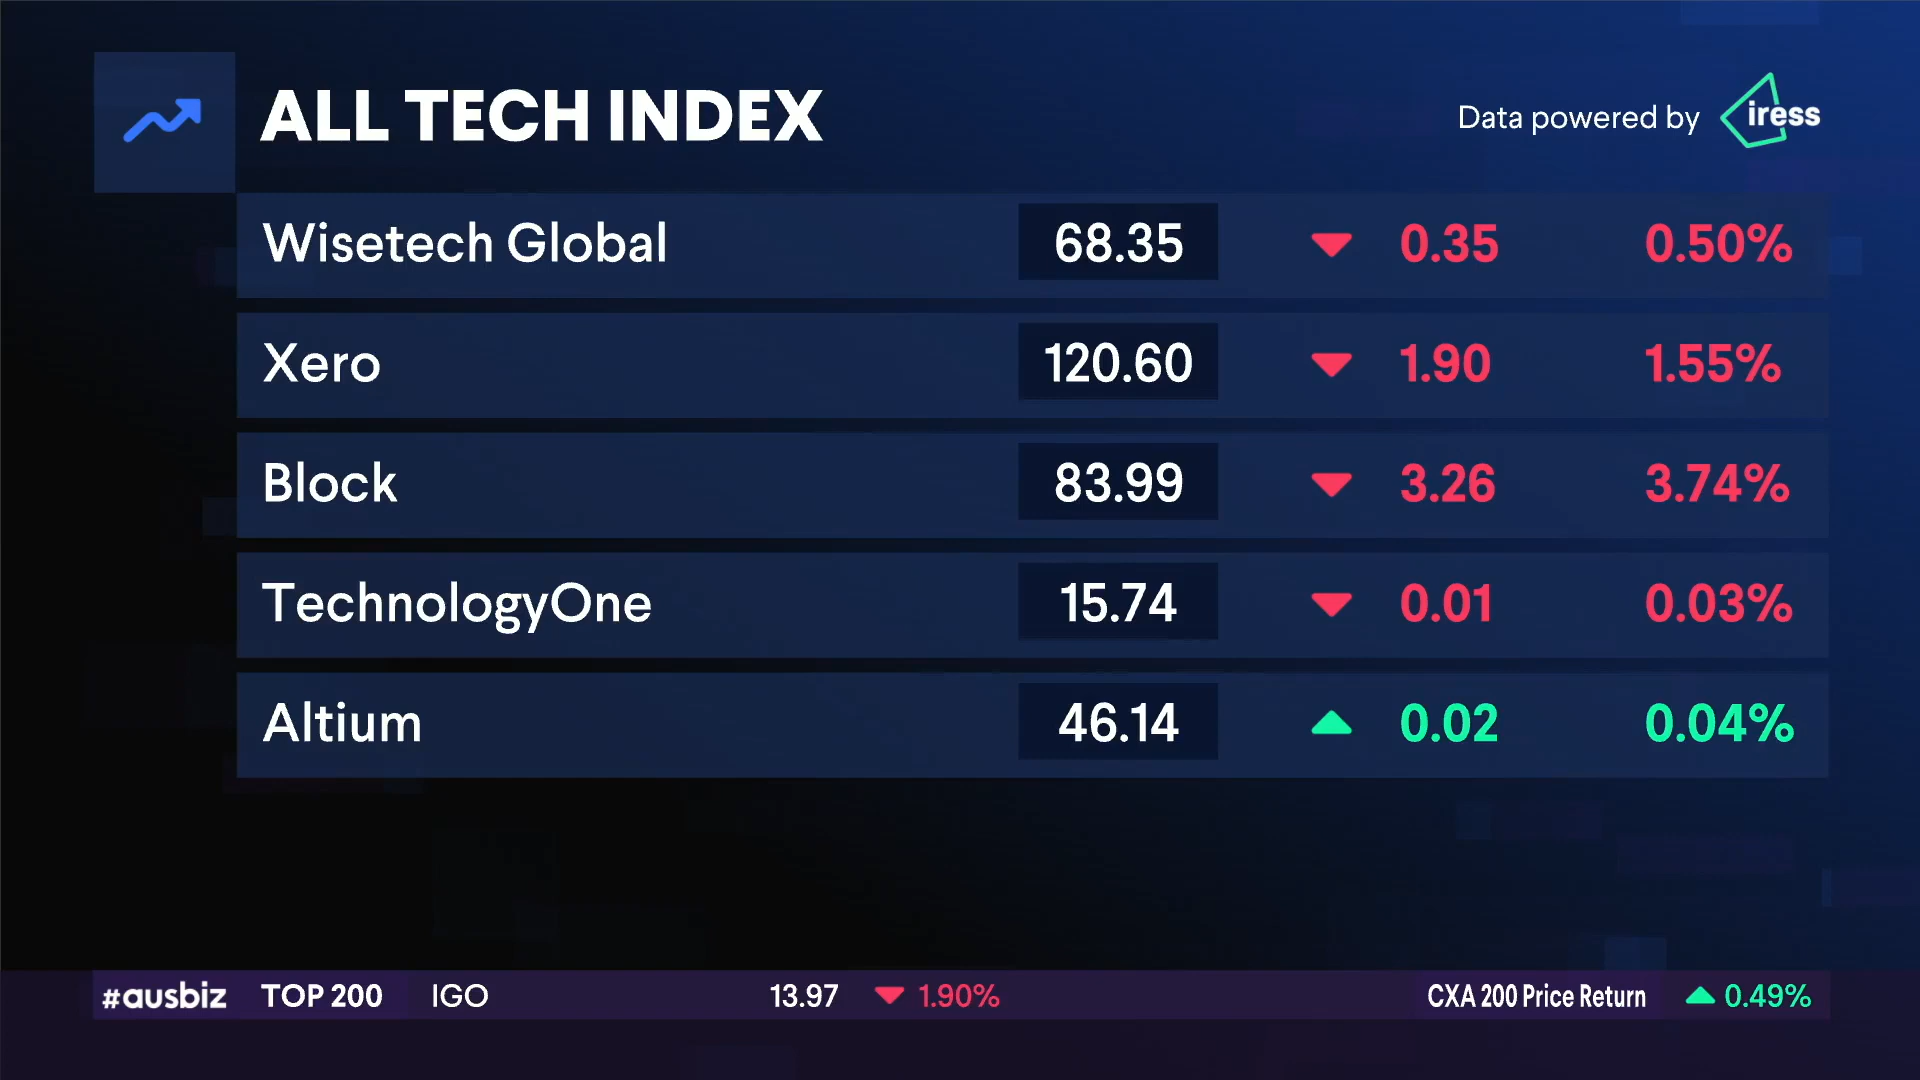 ALL TECH INDEX
Data powered by iress
Wisetech Global 68.35 0.35 0.50%
Xero 120.60 1.90 1.55%
Block 83.99 3.26 3.74%
TechnologyOne 15.74 0.01 0.03%
Altium 46.14 0.02 0.04%
#ausbiz TOP 200 IGO 13.97 1.90% CXA 200 Price Return 0.49%